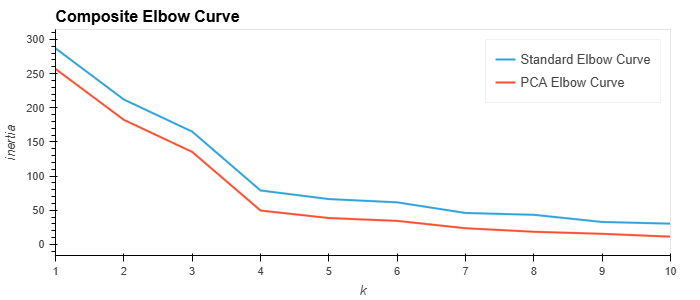 Composite Elbow Curve
Standard Elbow Curve
PCA Elbow Curve
inertia
300
250
200
150
100
50
0
1 2 3 4 5 6 7 8 9 10
k